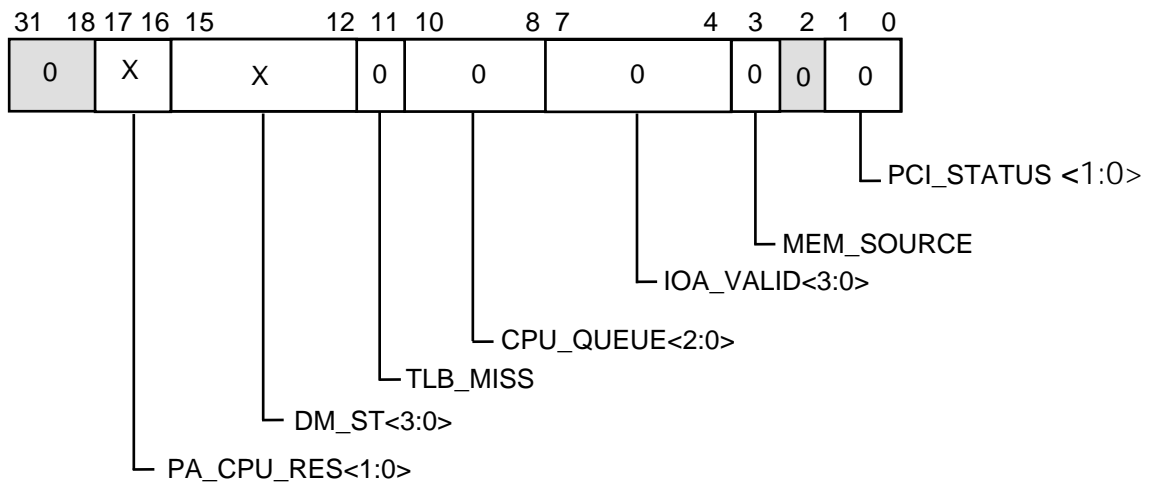 31 18 17 16 15 12 11 10 8 7 4 3 2 1 0
0 X X 0 0 0 0 0 0
PCI_STATUS <1:0>
MEM_SOURCE
IOA_VALID<3:0>
CPU_QUEUE<2:0>
TLB_MISS
DM_ST<3:0>
PA_CPU_RES<1:0>